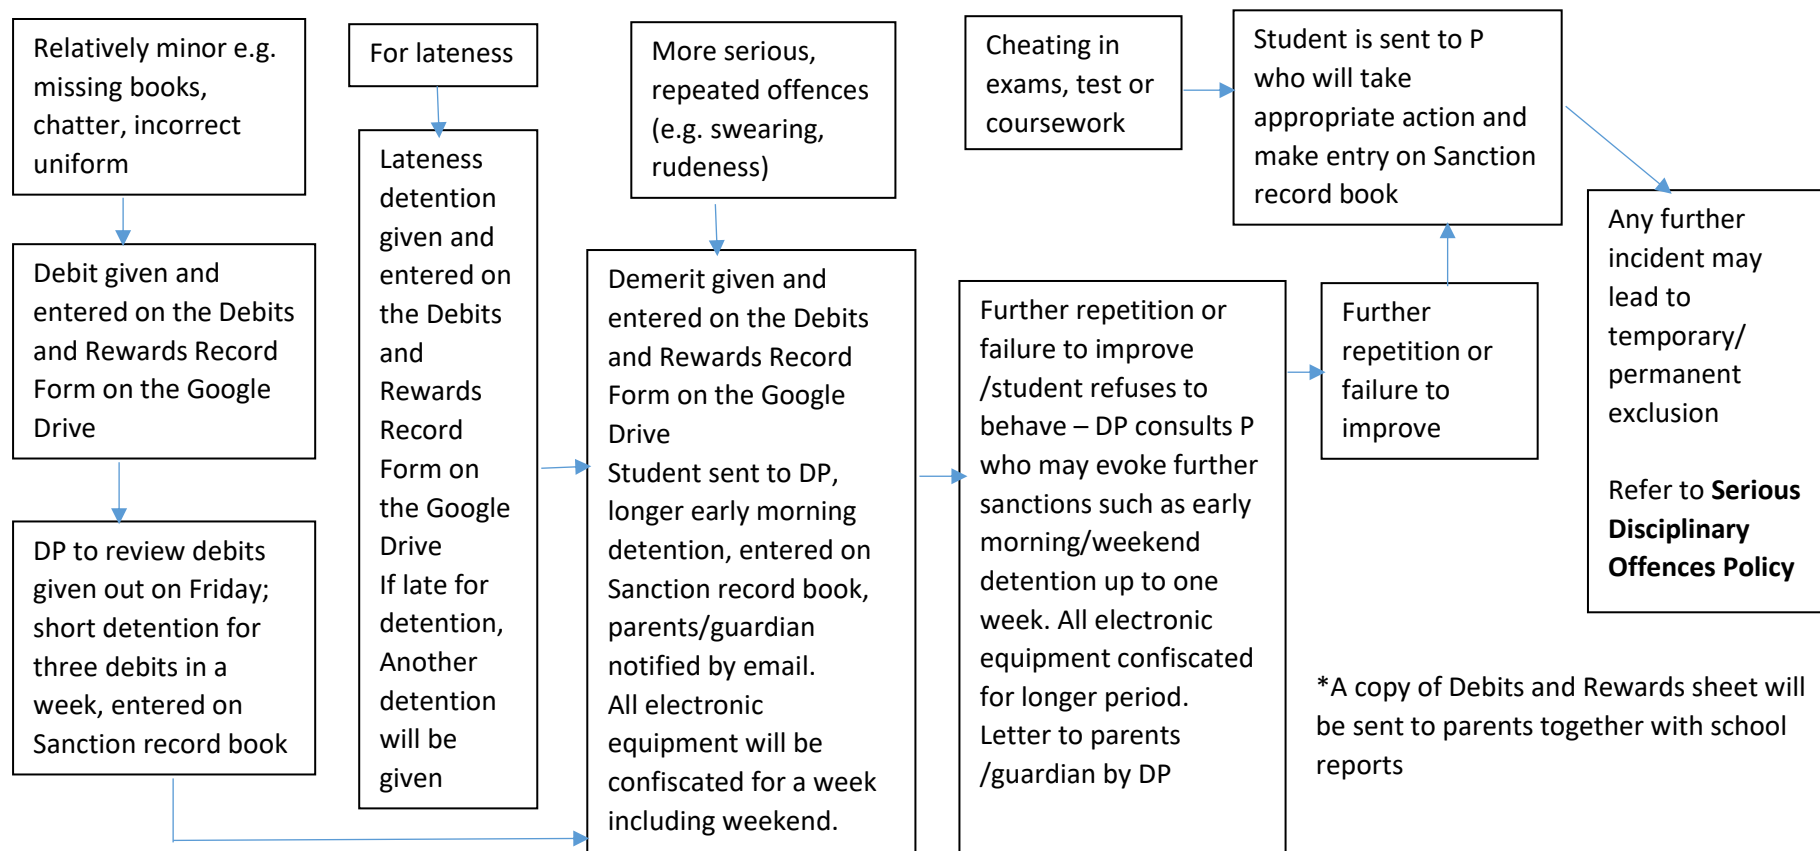 Relatively minor e.g.
missing books,
chatter, incorrect
uniform
Debit given and
entered on the Debits
and Rewards Record
Form on the Google
Drive
DP to review debits
given out on Friday;
short detention for
three debits in a
week, entered on
Sanction record book
For lateness
Lateness
detention
given and
entered on
the Debits
and
Rewards
Record
Form on
the Google
Drive
If late for
detention,
Another
detention
will be
given
More serious,
repeated offences
(e.g. swearing,
rudeness)
Demerit given and
entered on the Debits
and Rewards Record
Form on the Google
Drive
Student sent to DP,
longer early morning
detention, entered on
Sanction record book,
parents/guardian
notified by email.
All electronic
equipment will be
confiscated for a week
including weekend.
Further repetition or
failure to improve
/student refuses to
behave – DP consults P
who may evoke further
sanctions such as early
morning/weekend
detention up to one
week. All electronic
equipment confiscated
for longer period.
Letter to parents
/guardian by DP
Further
repetition or
failure to
improve
Cheating in
exams, test or
coursework
Student is sent to P
who will take
appropriate action and
make entry on Sanction
record book
Any further
incident may
lead to
temporary/
permanent
exclusion
Refer to Serious
Disciplinary
Offences Policy
*A copy of Debits and Rewards sheet will
be sent to parents together with school
reports